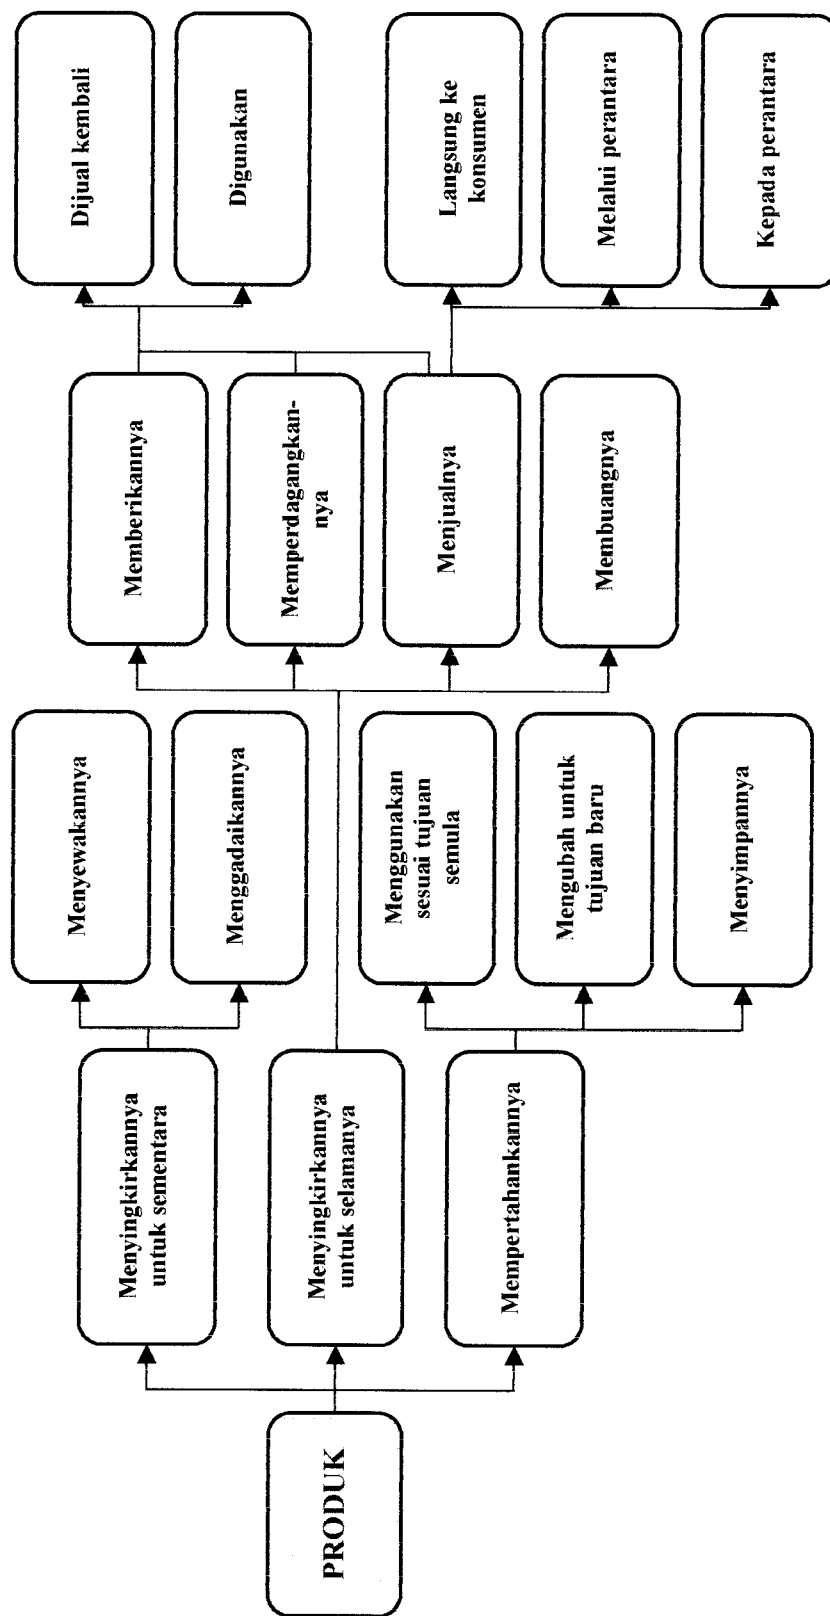 PRODUK
Menyingkirkannya
untuk sementara
Menyingkirkannya
untuk selamanya
Mempertahankannya
Menyewakannya
Menggadaikannya
Menggunakan
sesuai tujuan
semula
Mengubah untuk
tujuan baru
Menyimpannya
Memberikannya
Memperdagangkan-
nya
Menjualnya
Membuangnya
Dijual kembali
Digunakan
Langsung ke
konsumen
Melalui perantara
Kepada perantara